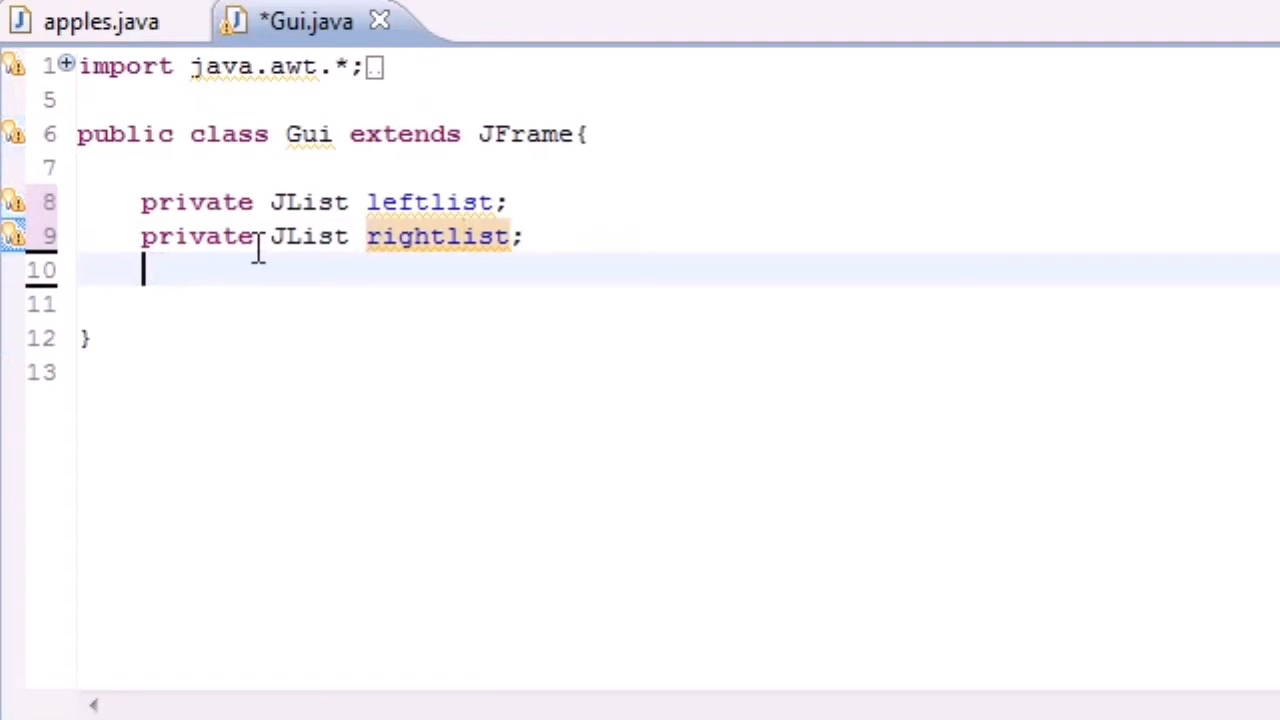 apples.java *Gui.java
1 import java.awt.*;
5
6 public class Gui extends JFrame{
7
8 private JList leftlist;
9 private JList rightlist;
10
11
12 }
13